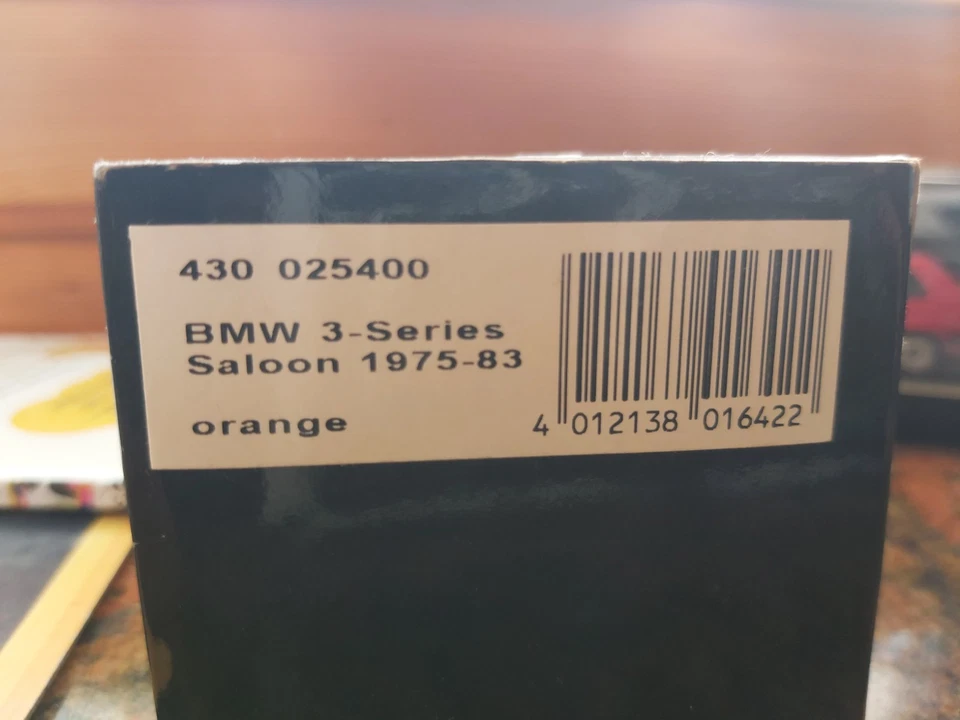 430 025400
BMW 3-Series
Saloon 1975-83
orange
4 012138 016422